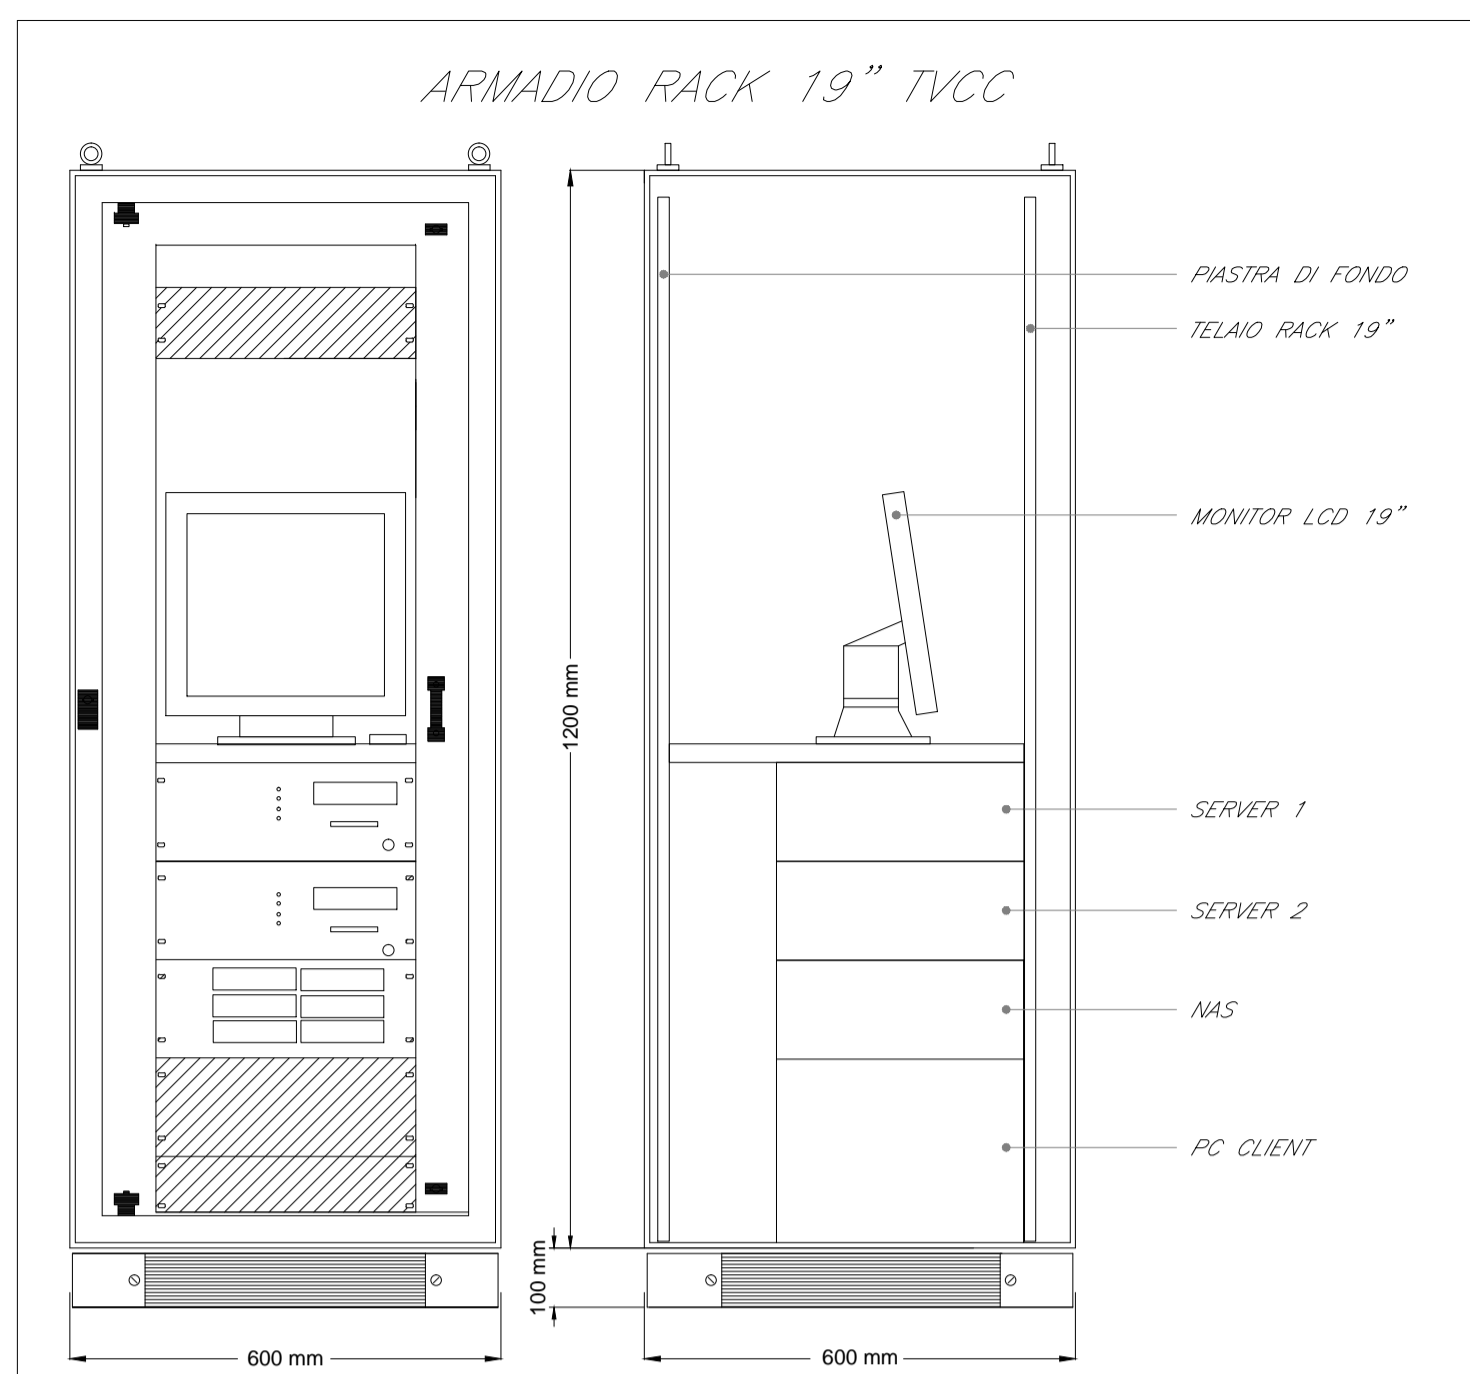 ARMADIO RACK 19" TVCC
PIASTRA DI FONDO
TELAIO RACK 19"
MONITOR LCD 19"
1200 mm
SERVER 1
SERVER 2
NAS
PC CLIENT
100 mm
600 mm
600 mm